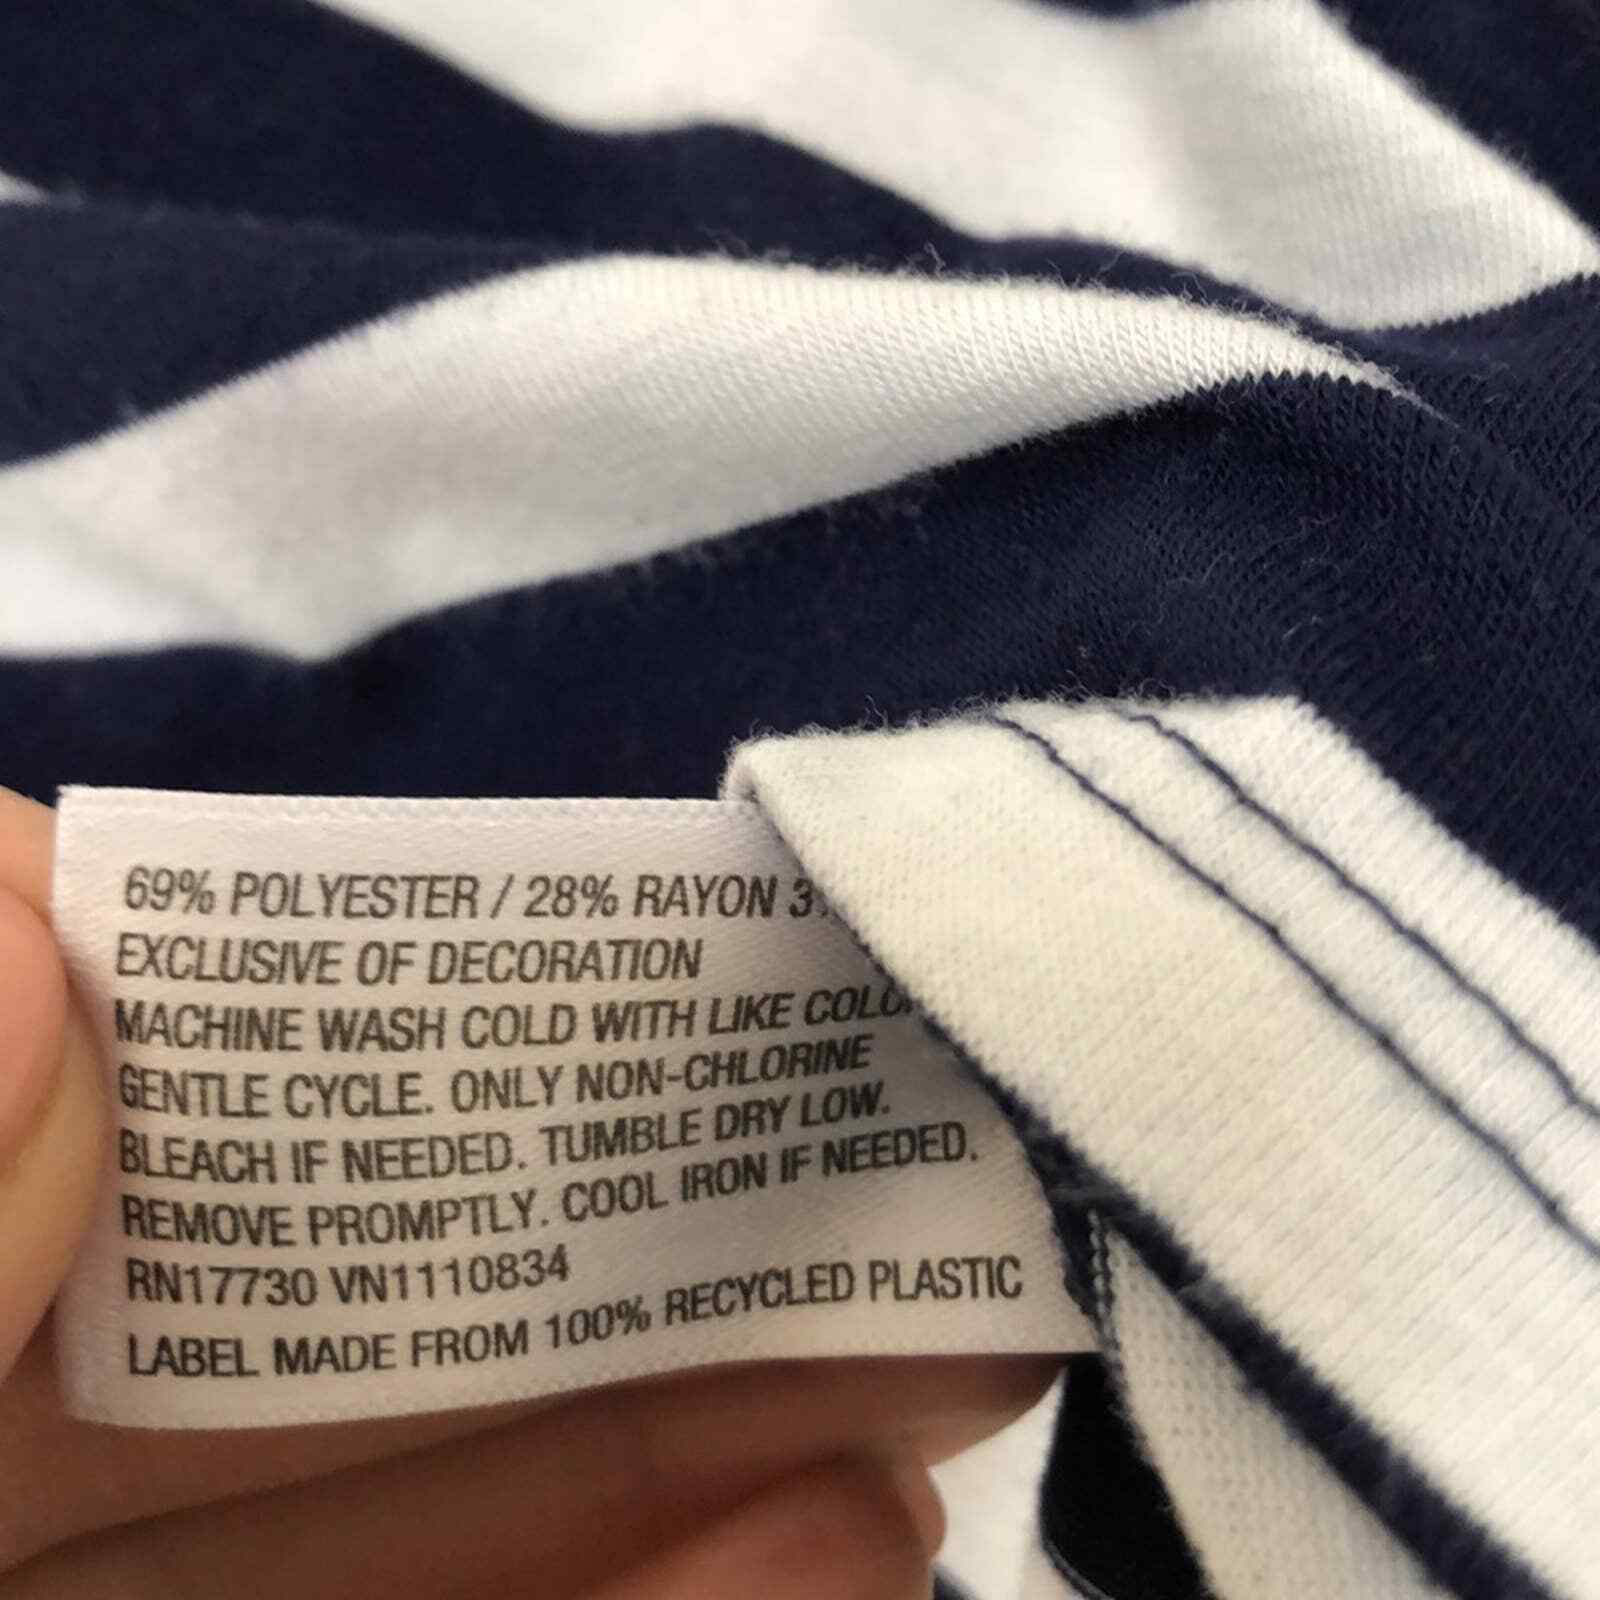 69% POLYESTER / 28% RAYON 3
EXCLUSIVE OF DECORATION
MACHINE WASH COLD WITH LIKE
GENTLE CYCLE. ONLY NON-CHLORINE
BLEACH IF NEEDED. TUMBLE DRY LOW.
REMOVE PROMPTLY. COOL IRON IF NEEDED.
RN17730 VN1110834
LABEL MADE FROM 100% RECYCLED PLASTIC